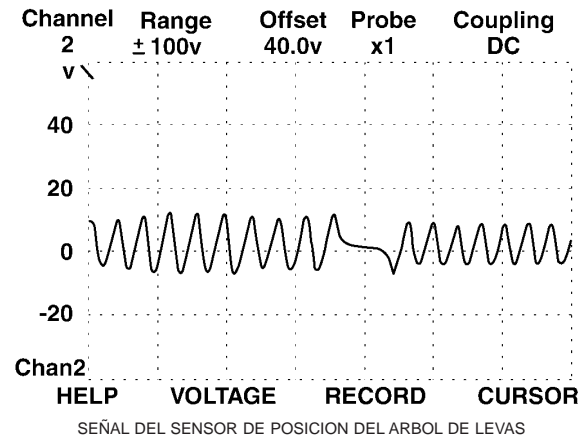 Channel Range Offset Probe Coupling
2 ± 100v 40.0v x1 DC
v
40
20
0
-20
Chan2
HELP VOLTAGE RECORD CURSOR
SEÑAL DEL SENSOR DE POSICION DEL ARBOL DE LEVAS